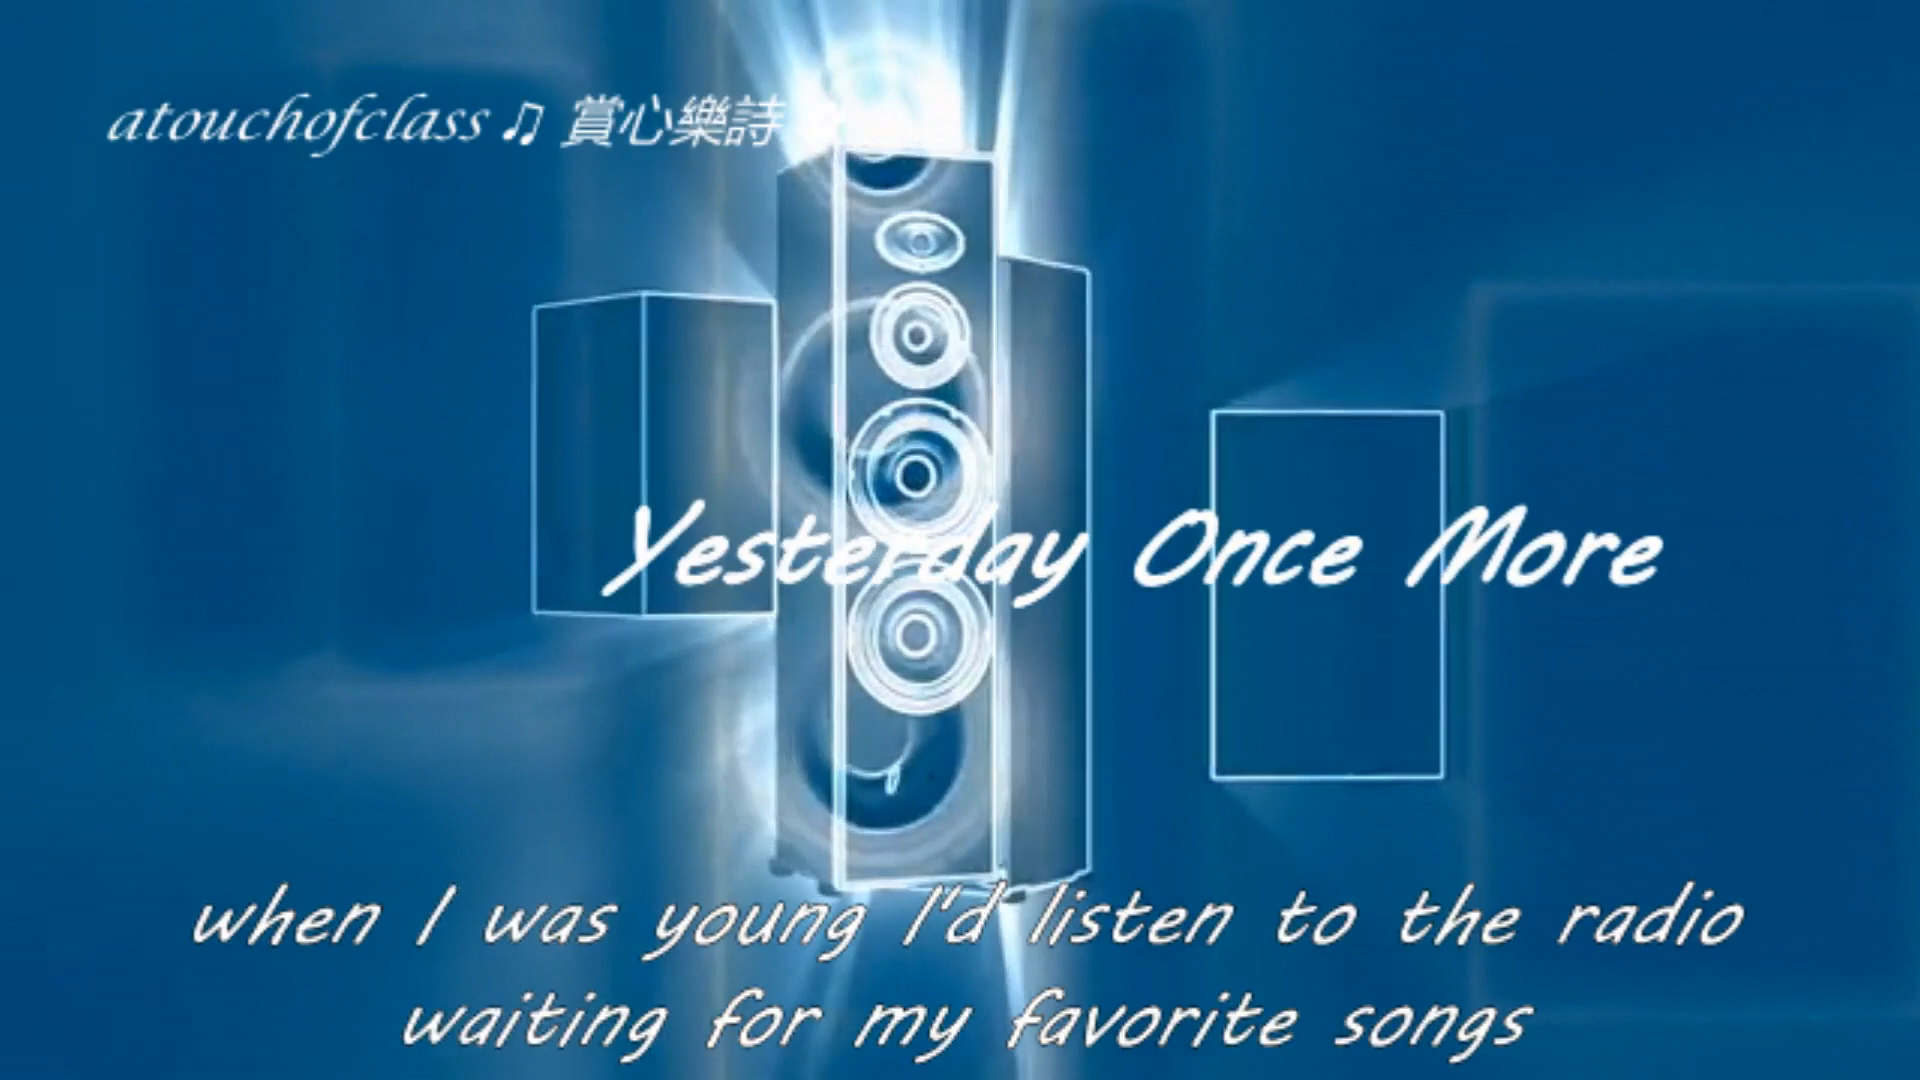 atouchofclass ♫ 賞心樂詩
Yesterday Once More
when I was young I'd listen to the radio
waiting for my favorite songs